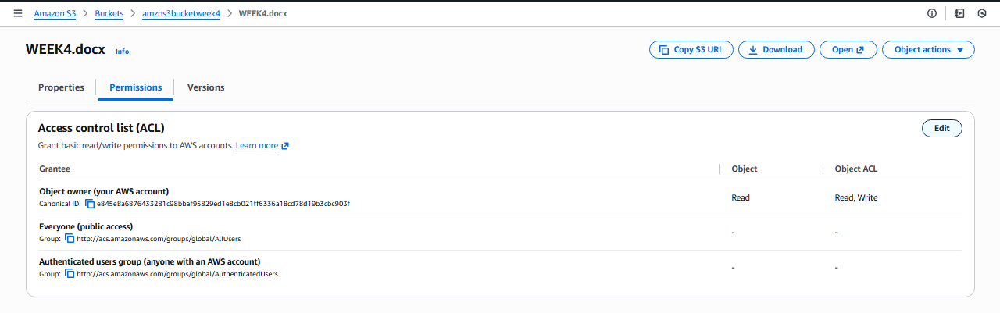 Amazon S3 > Buckets > amzns3bucketweek4 > WEEK4.docx
WEEK4.docx Info Copy S3 URI Download Open Object actions
Properties Permissions Versions
Access control list (ACL) Edit
Grant basic read/write permissions to AWS accounts. Learn more
Grantee Object Object ACL
Object owner (your AWS account)
Canonical ID: e845e8a6876433281c98bbaf95829ed1e8cb021ff6336a18cd78d19b3cbc903f Read Read, Write
Everyone (public access)
Group: http://acs.amazonaws.com/groups/global/AllUsers - -
Authenticated users group (anyone with an AWS account)
Group: http://acs.amazonaws.com/groups/global/AuthenticatedUsers - -